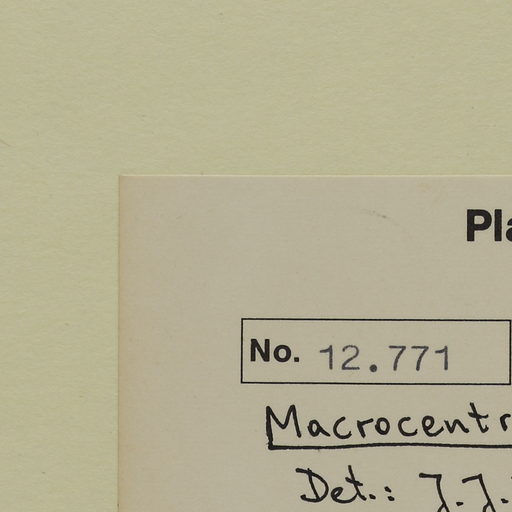 Pla
No. 12.771
Macrocentr
Det.: J.J.